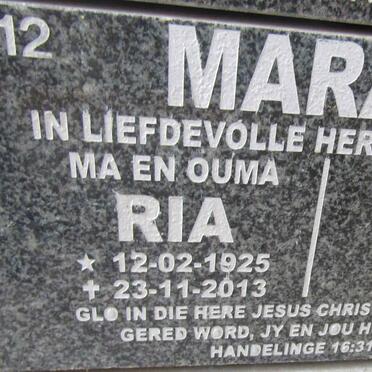 12
MARA
IN LIEFDEVOLLE HER
MA EN OUMA
RIA
★ 12-02-1925
✝ 23-11-2013
GLO IN DIE HERE JESUS CHRIS
GERED WORD, JY EN JOU H
HANDELINGE 16:31